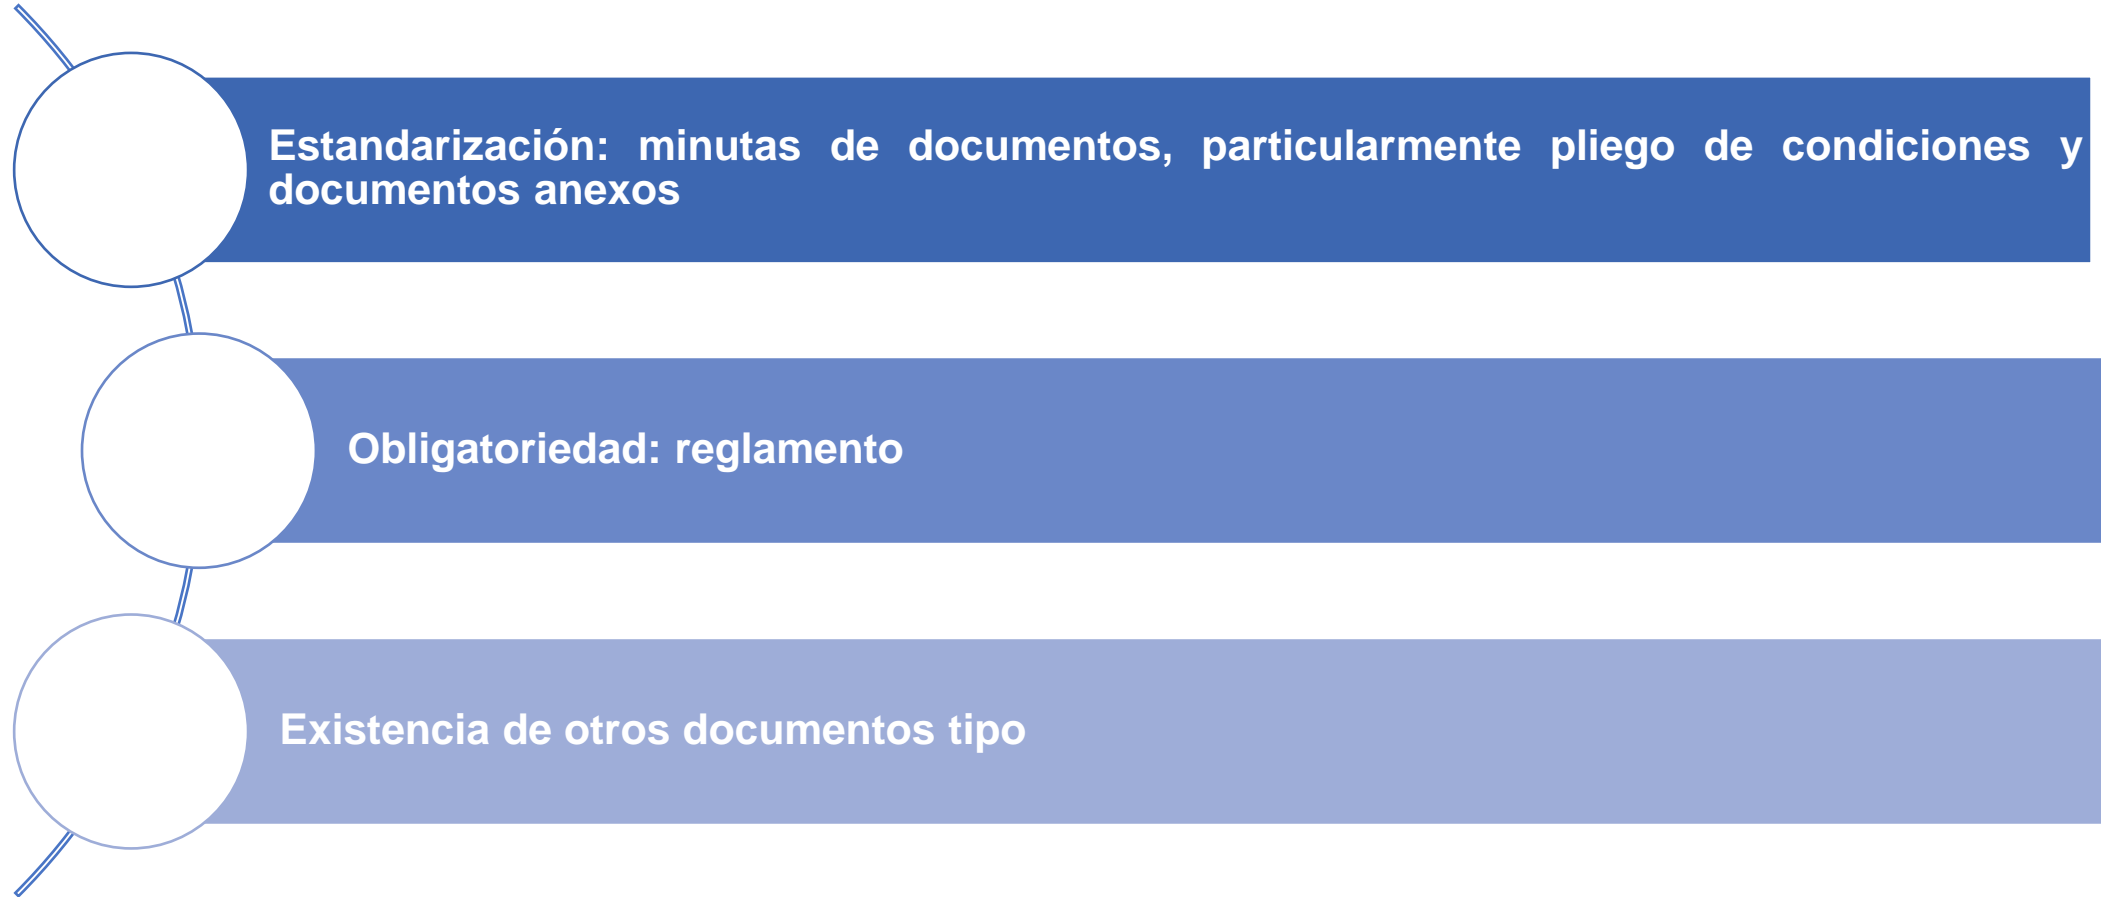 Estandarización: minutas de documentos, particularmente pliego de condiciones y
documentos anexos
Obligatoriedad: reglamento
Existencia de otros documentos tipo